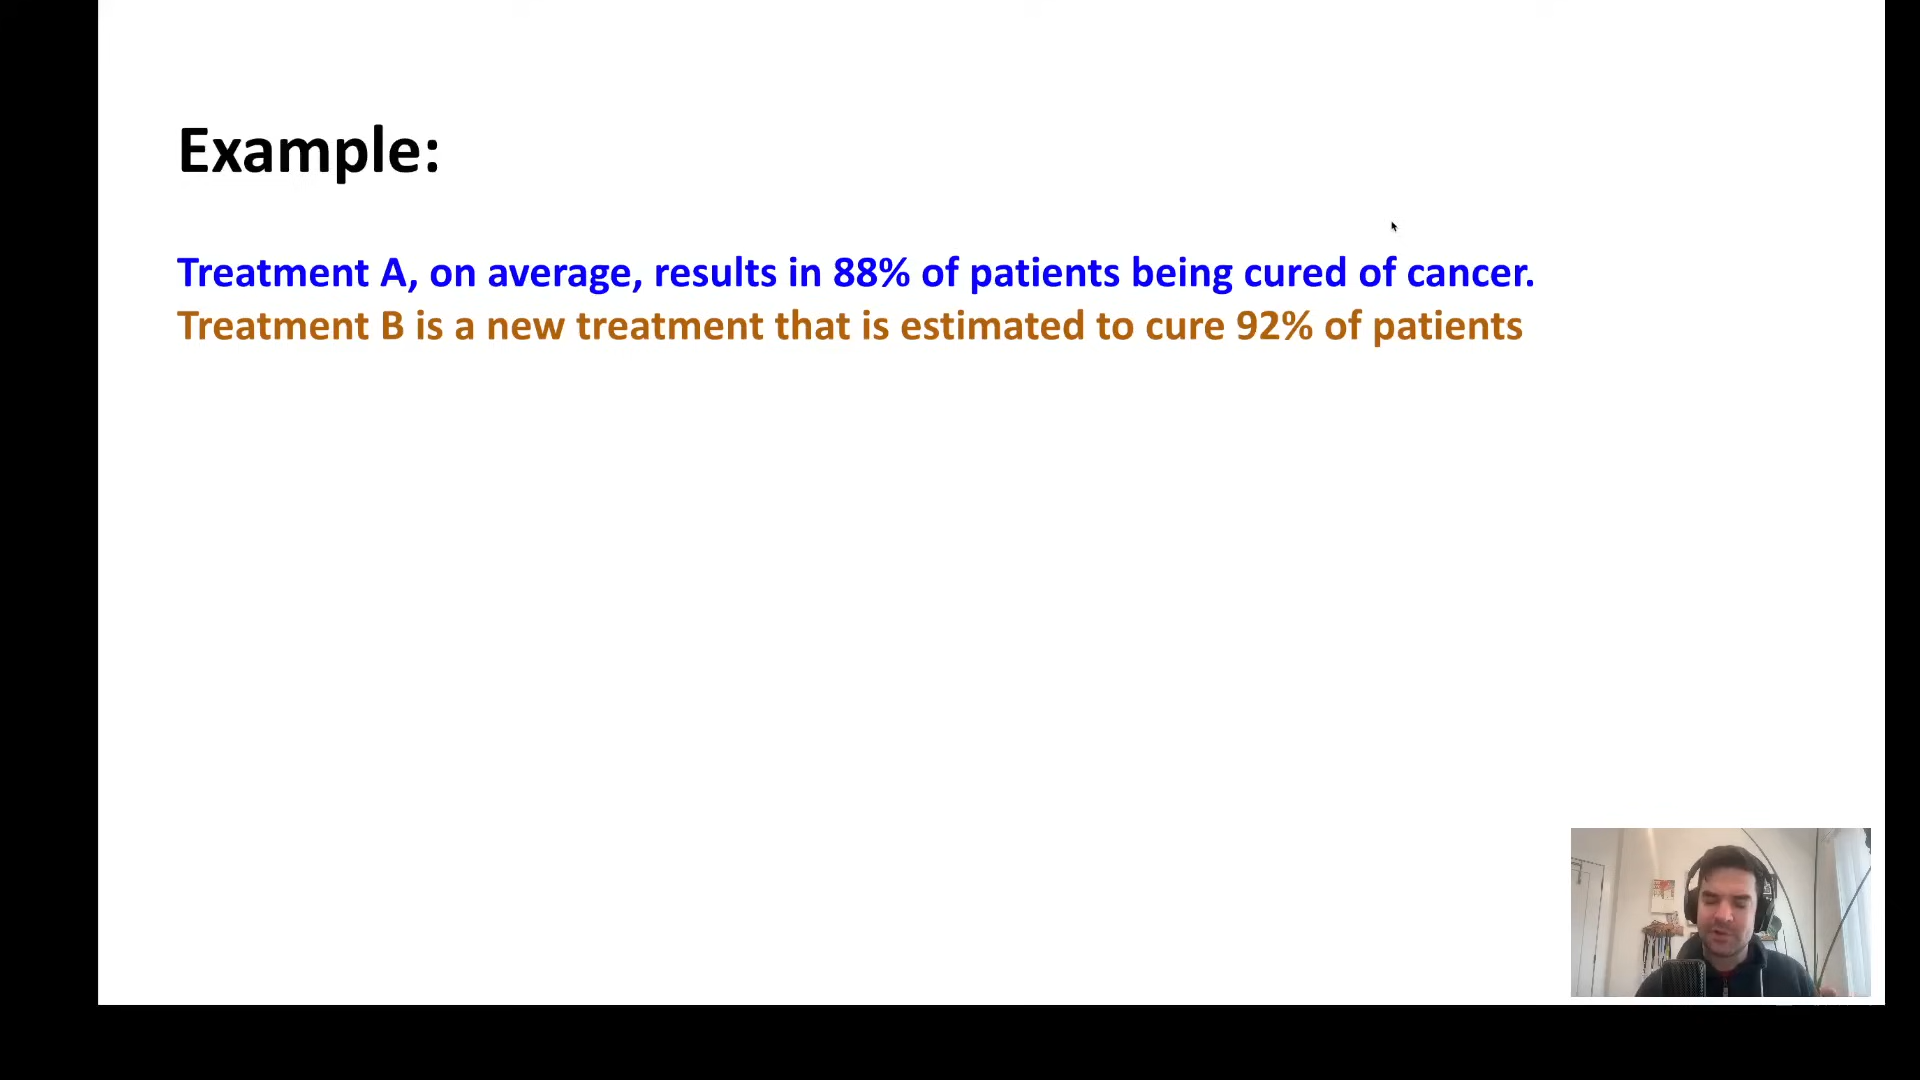 Example:
Treatment A, on average, results in 88% of patients being cured of cancer.
Treatment B is a new treatment that is estimated to cure 92% of patients